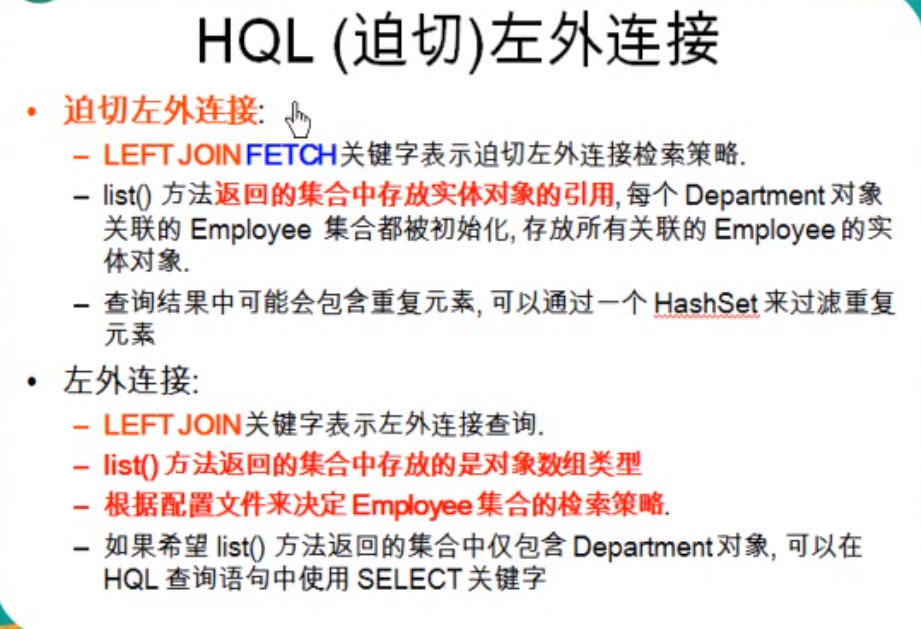 HQL (迫切)左外连接
• 迫切左外连接:
– LEFT JOIN FETCH关键字表示迫切左外连接检索策略.
– list() 方法返回的集合中存放实体对象的引用, 每个 Department 对象
关联的 Employee 集合都被初始化, 存放所有关联的 Employee 的实
体对象.
– 查询结果中可能会包含重复元素, 可以通过一个 HashSet 来过滤重复
元素
• 左外连接:
– LEFT JOIN 关键字表示左外连接查询.
– list() 方法返回的集合中存放的是对象数组类型
– 根据配置文件来决定 Employee 集合的检索策略.
– 如果希望 list() 方法返回的集合中仅包含 Department 对象, 可以在
HQL 查询语句中使用 SELECT 关键字